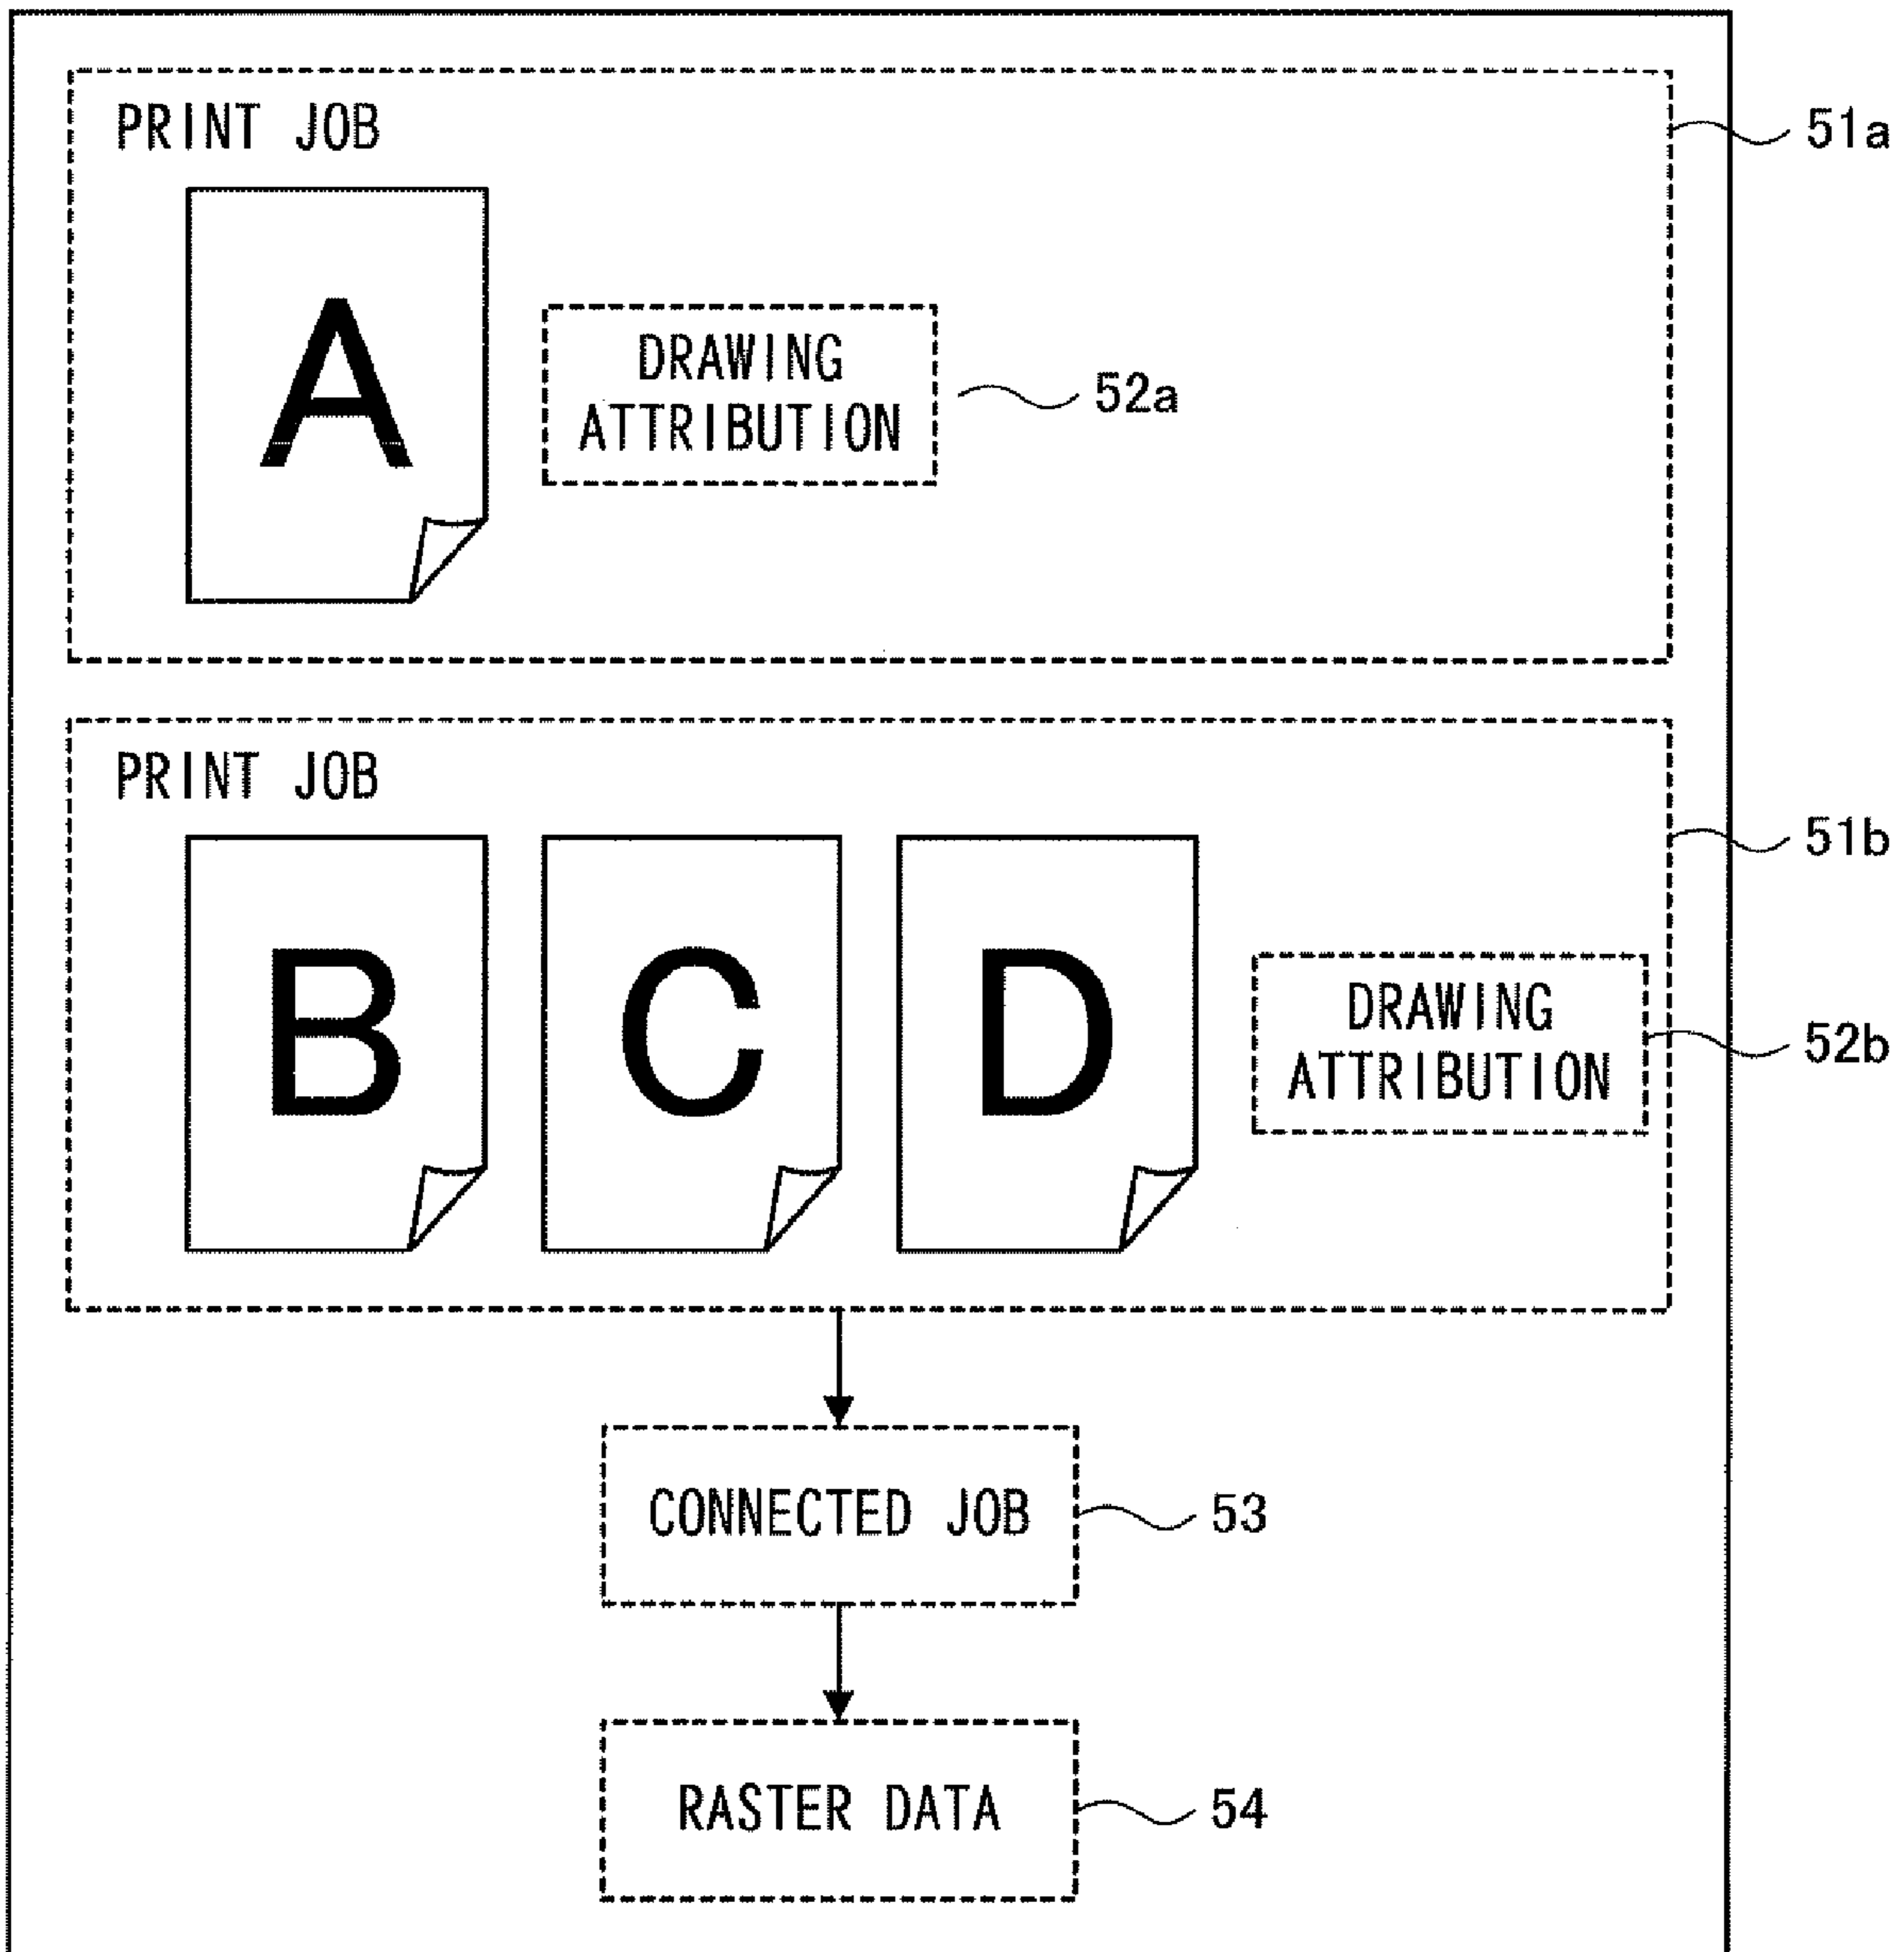 PRINT JOB
51a
A
DRAWING
ATTRIBUTION
52a
PRINT JOB
51b
B C D
DRAWING
ATTRIBUTION
52b
CONNECTED JOB
53
RASTER DATA
54